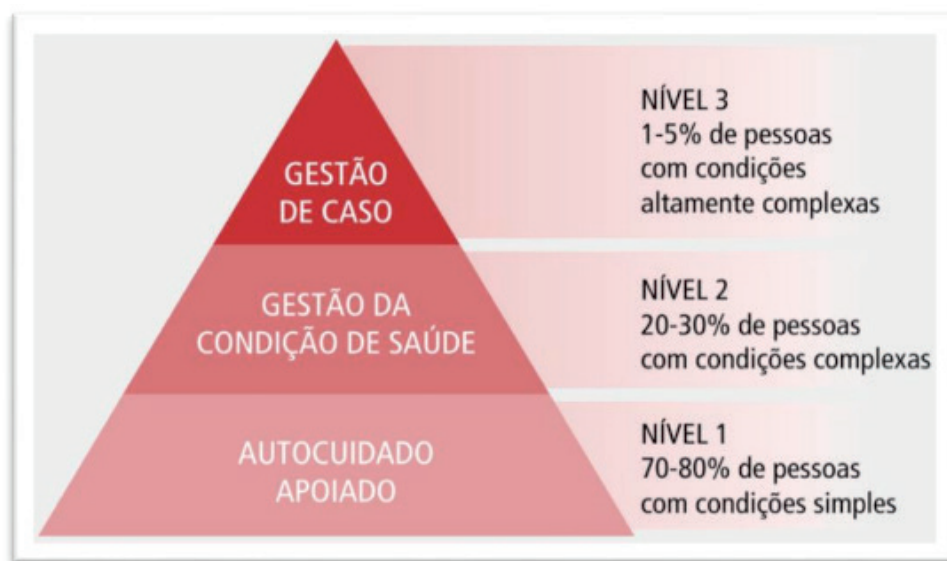 GESTÃO
DE CASO
NÍVEL 3
1-5% de pessoas
com condições
altamente complexas
GESTÃO DA
CONDIÇÃO DE SAÚDE
NÍVEL 2
20-30% de pessoas
com condições complexas
AUTOCUIDADO
APOIADO
NÍVEL 1
70-80% de pessoas
com condições simples